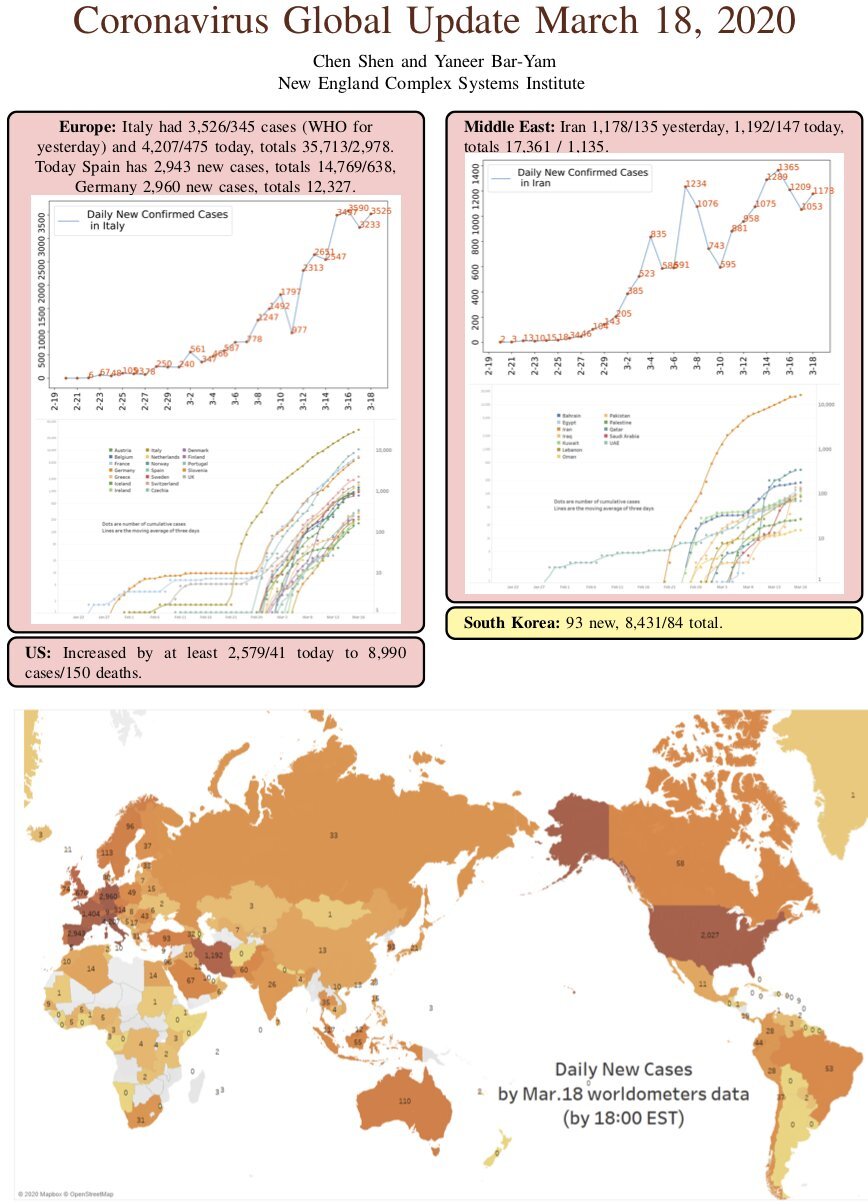 Coronavirus Global Update March 18, 2020
Chen Shen and Yaneer Bar-Yam
New England Complex Systems Institute
Europe: Italy had 3,526/345 cases (WHO for
yesterday) and 4,207/475 today, totals 35,713/2,978.
Today Spain has 2,943 new cases, totals 14,769/638,
Germany 2,960 new cases, totals 12,327.
Daily New Confirmed Cases
in Italy
3500
3000
2500
2000
1500
1000
500
0
250
240
561
587
778
1247
1492
1797
977
2313
2651
2547
3590
3233
3526
2-19
2-21
2-23
2-25
2-27
2-29
3-2
3-4
3-6
3-8
3-10
3-12
3-14
3-16
3-18
Austria
Belgium
France
Germany
Greece
Iceland
Ireland
Italy
Netherlands
Norway
Spain
Sweden
Switzerland
Czechia
Denmark
Finland
Portugal
Slovenia
UK
Dots are number of cumulative cases
Lines are the moving average of three days
10,000
1,000
100
10
1
US: Increased by at least 2,579/41 today to 8,990
cases/150 deaths.
Middle East: Iran 1,178/135 yesterday, 1,192/147 today,
totals 17,361 / 1,135.
Daily New Confirmed Cases
in Iran
1400
1200
1000
800
600
400
200
0
143
205
385
523
835
591
1234
1076
743
595
881
958
1075
1289
1365
1209
1053
1178
2-19
2-21
2-23
2-25
2-27
2-29
3-2
3-4
3-6
3-8
3-10
3-12
3-14
3-16
3-18
Bahrain
Egypt
Iran
Iraq
Kuwait
Lebanon
Oman
Pakistan
Palestine
Qatar
Saudi Arabia
UAE
Dots are number of cumulative cases
Lines are the moving average of three days
10,000
1,000
100
10
1
South Korea: 93 new, 8,431/84 total.
96
37
113
33
58
1
3
11
49
15
2,960
3
1
2,027
2,943
93
1,192
13
10
14
14
67
60
26
11
1
1
55
28
44
28
53
110
31
Daily New Cases
by Mar.18 worldometers data
(by 18:00 EST)
© 2020 Mapbox © OpenStreetMap